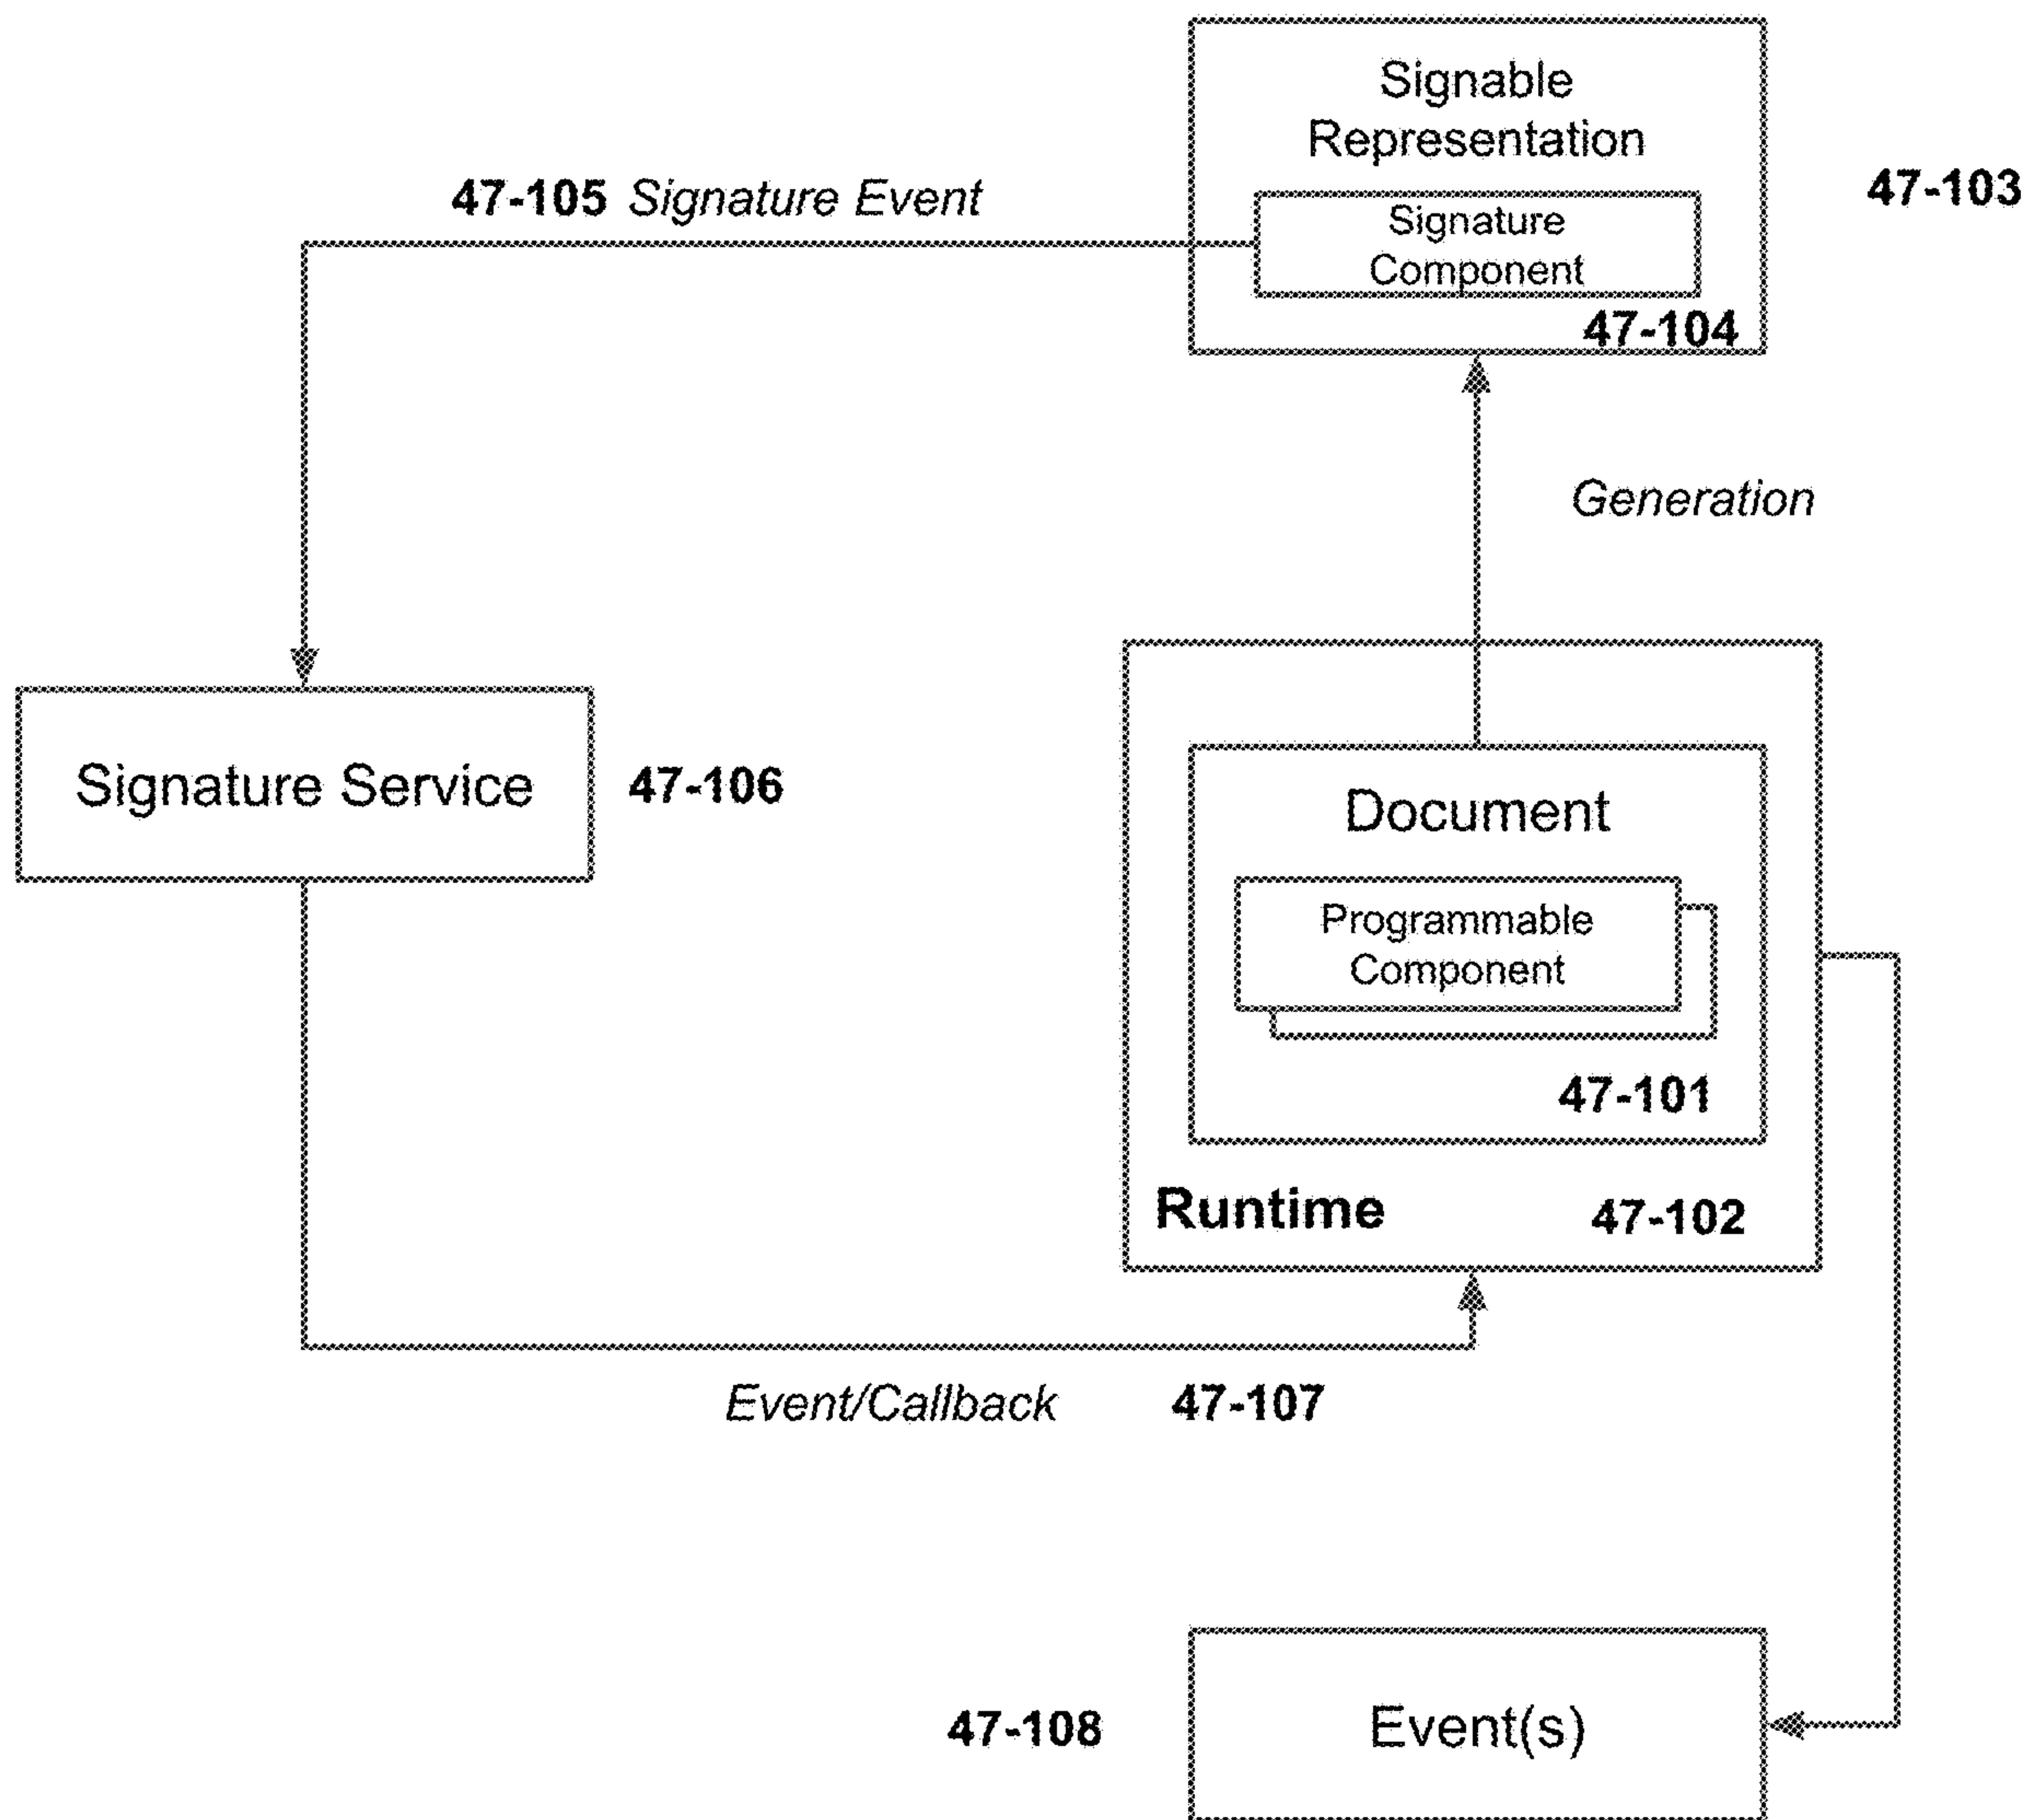 Signable
Representation
47-103
47-105 Signature Event
Signature
Component
47-104
Generation
Signature Service
47-106
Document
Programmable
Component
47-101
Runtime
47-102
Event/Callback
47-107
47-108
Event(s)